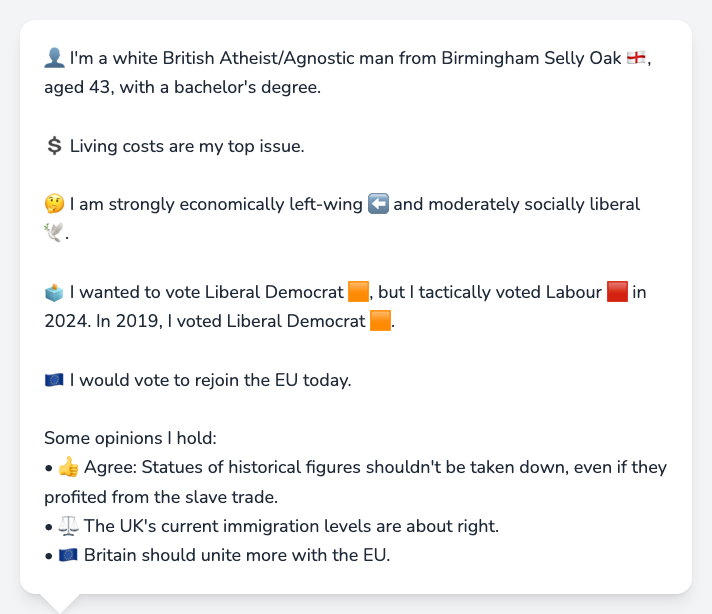 👤 I'm a white British Atheist/Agnostic man from Birmingham Selly Oak 🏴󠁧󠁢󠁥󠁮󠁧󠁿,
aged 43, with a bachelor's degree.
💲 Living costs are my top issue.
🤔 I am strongly economically left-wing ⬅️ and moderately socially liberal
🕊️.
🗳️ I wanted to vote Liberal Democrat 🟧, but I tactically voted Labour 🟥 in
2024. In 2019, I voted Liberal Democrat 🟧.
🇪🇺 I would vote to rejoin the EU today.
Some opinions I hold:
• 👍 Agree: Statues of historical figures shouldn't be taken down, even if they
profited from the slave trade.
• ⚖️ The UK's current immigration levels are about right.
• 🇪🇺 Britain should unite more with the EU.